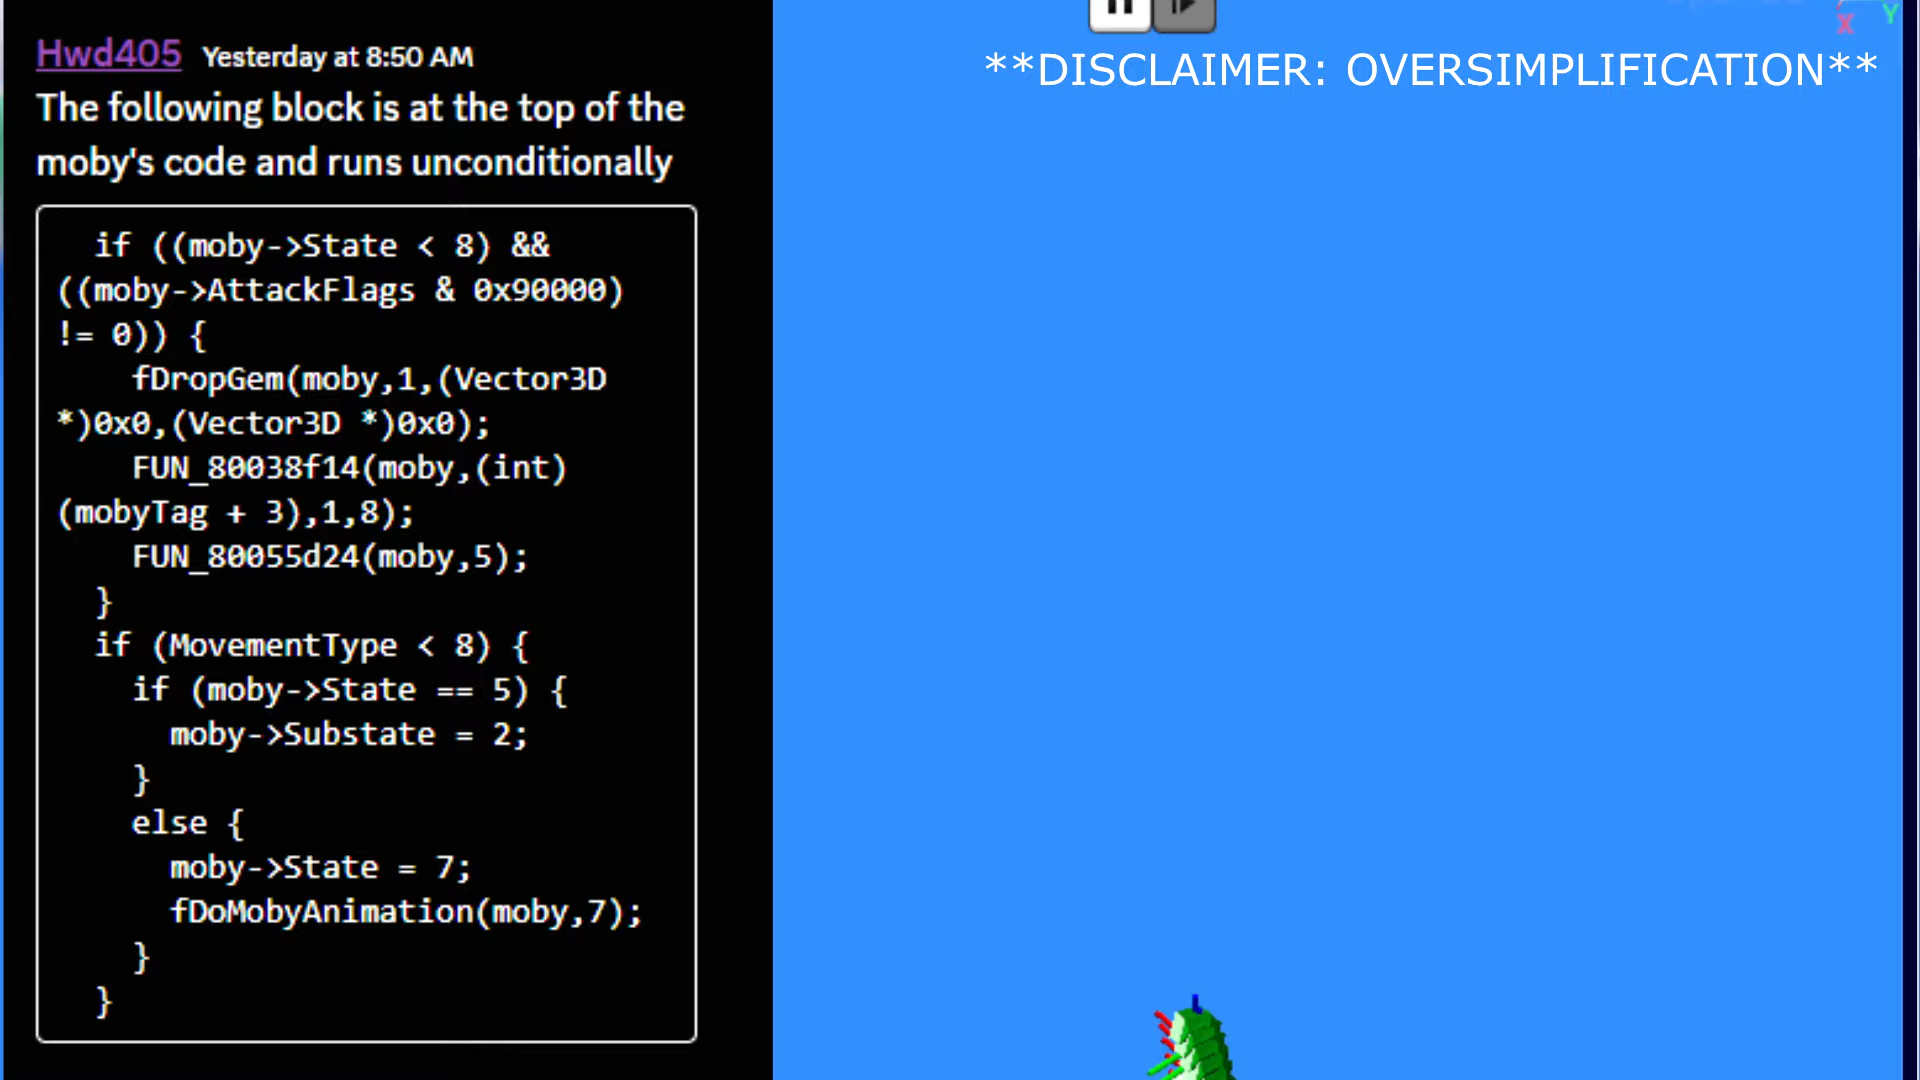 Hwd405 Yesterday at 8:50 AM
The following block is at the top of the
moby's code and runs unconditionally
if ((moby->State < 8) &&
((moby->AttackFlags & 0x90000)
!= 0)) {
fDropGem(moby,1,(Vector3D
*)0x0,(Vector3D *)0x0);
FUN_80038f14(moby,(int)
(mobyTag + 3),1,8);
FUN_80055d24(moby,5);
}
if (MovementType < 8) {
if (moby->State == 5) {
moby->Substate = 2;
}
else {
moby->State = 7;
fDoMobyAnimation(moby,7);
}
}
**DISCLAIMER: OVERSIMPLIFICATION**
X
Y